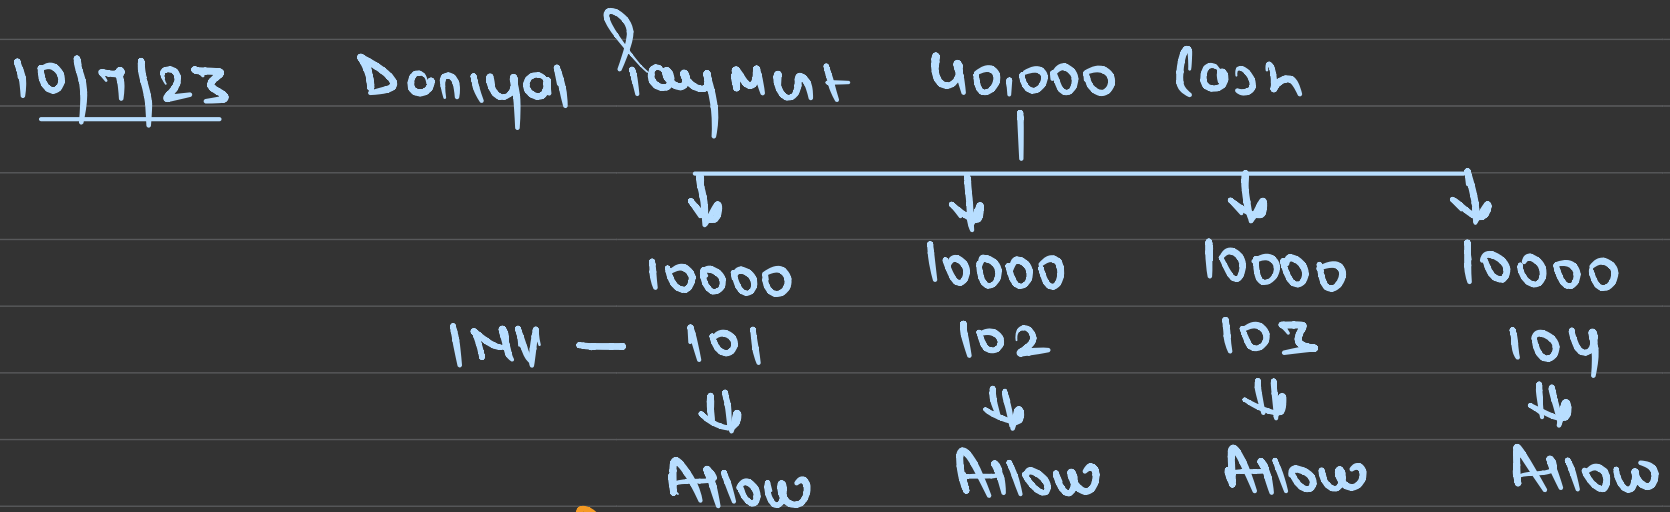 10/7/23 Daniyal Payment 40,000 Cash
10000 10000 10000 10000
INV - 101 102 103 104
Allow Allow Allow Allow